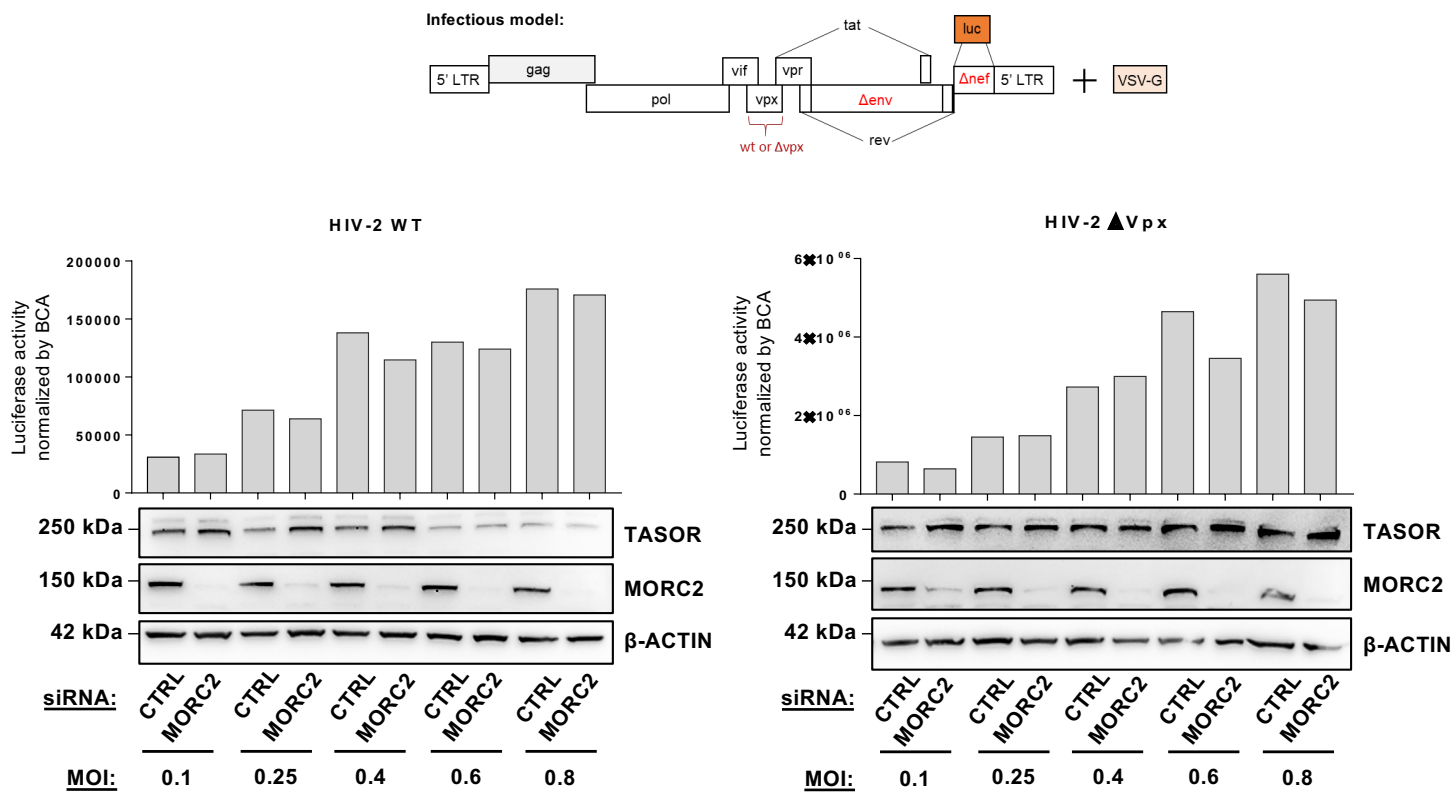 Infectious model:
tat
luc
5' LTR
gag
vif
vpr
Δnef
5' LTR
+
VSV-G
pol
vpx
Δenv
wt or Δvpx
rev
HIV-2 WT
Luciferase activity
normalized by BCA
200000
150000
100000
50000
0
250 kDa
TASOR
150 kDa
MORC2
42 kDa
β-ACTIN
siRNA:
CTRL
MORC2
CTRL
MORC2
CTRL
MORC2
CTRL
MORC2
CTRL
MORC2
MOI:
0.1
0.25
0.4
0.6
0.8
HIV-2 ▲Vpx
Luciferase activity
normalized by BCA
6✖10⁰⁶
4✖10⁰⁶
2✖10⁰⁶
0
250 kDa
TASOR
150 kDa
MORC2
42 kDa
β-ACTIN
siRNA:
CTRL
MORC2
CTRL
MORC2
CTRL
MORC2
CTRL
MORC2
CTRL
MORC2
MOI:
0.1
0.25
0.4
0.6
0.8